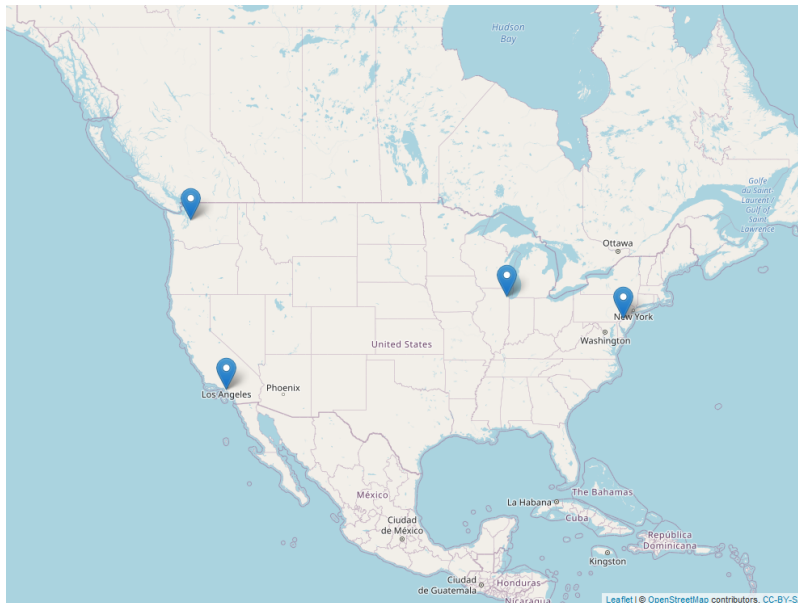 Hudson
Bay
Golfe
du Saint-
Laurent /
Gulf of
Saint
Lawrence
Ottawa
New York
Washington
United States
Los Angeles
Phoenix
México
Ciudad
de México
La Habana
The Bahamas
Cuba
República
Dominicana
Kingston
Ciudad
de Guatemala
Honduras
Nicaragua
Leaflet | © OpenStreetMap contributors, CC-BY-S